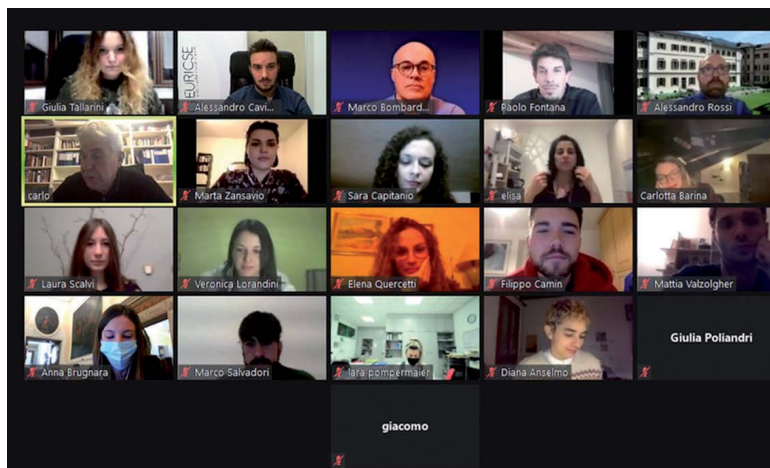 Giulia Tallarini
EURICSE
Alessandro Cavi...
Marco Bombard...
Paolo Fontana
Alessandro Rossi
carlo
Marta Zansavio
Sara Capitanio
elisa
Carlotta Barina
Laura Scalvi
Veronica Lorandini
Elena Quercetti
Filippo Camin
Mattia Valzolgher
Anna Brugnara
Marco Salvadori
lara pompermaier
Diana Anselmo
Giulia Poliandri
giacomo